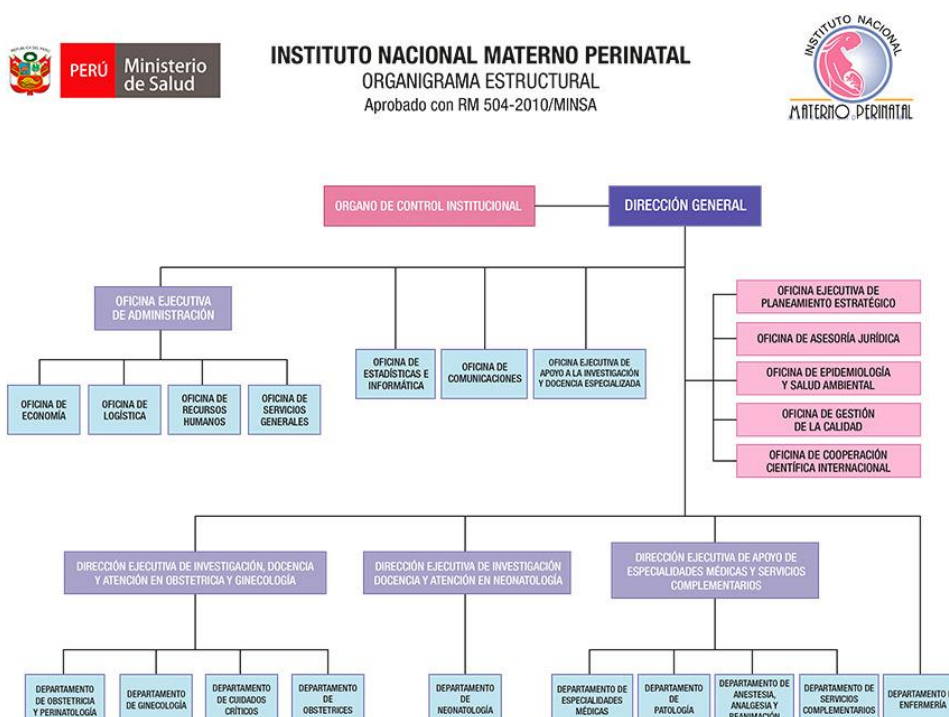 REPÚBLICA DEL PERÚ
PERÚ
Ministerio
de Salud
INSTITUTO NACIONAL MATERNO PERINATAL
ORGANIGRAMA ESTRUCTURAL
Aprobado con RM 504-2010/MINSA
INSTITUTO NACIONAL
MATERNO PERINATAL
ORGANO DE CONTROL INSTITUCIONAL
DIRECCIÓN GENERAL
OFICINA EJECUTIVA
DE ADMINISTRACIÓN
OFICINA DE
ECONOMÍA
OFICINA DE
LOGÍSTICA
OFICINA DE
RECURSOS
HUMANOS
OFICINA DE
SERVICIOS
GENERALES
OFICINA DE
ESTADÍSTICAS E
INFORMÁTICA
OFICINA DE
COMUNICACIONES
OFICINA EJECUTIVA DE
APOYO A LA INVESTIGACIÓN
Y DOCENCIA ESPECIALIZADA
OFICINA EJECUTIVA DE
PLANEAMIENTO ESTRATÉGICO
OFICINA DE ASESORÍA JURÍDICA
OFICINA DE EPIDEMIOLOGÍA
Y SALUD AMBIENTAL
OFICINA DE GESTIÓN
DE LA CALIDAD
OFICINA DE COOPERACIÓN
CIENTÍFICA INTERNACIONAL
DIRECCIÓN EJECUTIVA DE INVESTIGACIÓN, DOCENCIA
Y ATENCIÓN EN OBSTETRICIA Y GINECOLOGÍA
DIRECCIÓN EJECUTIVA DE INVESTIGACIÓN
DOCENCIA Y ATENCIÓN EN NEONATOLOGÍA
DIRECCIÓN EJECUTIVA DE APOYO DE
ESPECIALIDADES MÉDICAS Y SERVICIOS
COMPLEMENTARIOS
DEPARTAMENTO
DE OBSTETRICIA
Y PERINATOLOGÍA
DEPARTAMENTO
DE GINECOLOGÍA
DEPARTAMENTO
DE CUIDADOS
CRÍTICOS
DEPARTAMENTO
DE
OBSTETRICES
DEPARTAMENTO
DE
NEONATOLOGÍA
DEPARTAMENTO DE
ESPECIALIDADES
MÉDICAS
DEPARTAMENTO
DE
PATOLOGÍA
DEPARTAMENTO DE
ANESTESIA,
ANALGESIA Y
REANIMACIÓN
DEPARTAMENTO DE
SERVICIOS
COMPLEMENTARIOS
DEPARTAMENTO
ENFERMERÍA